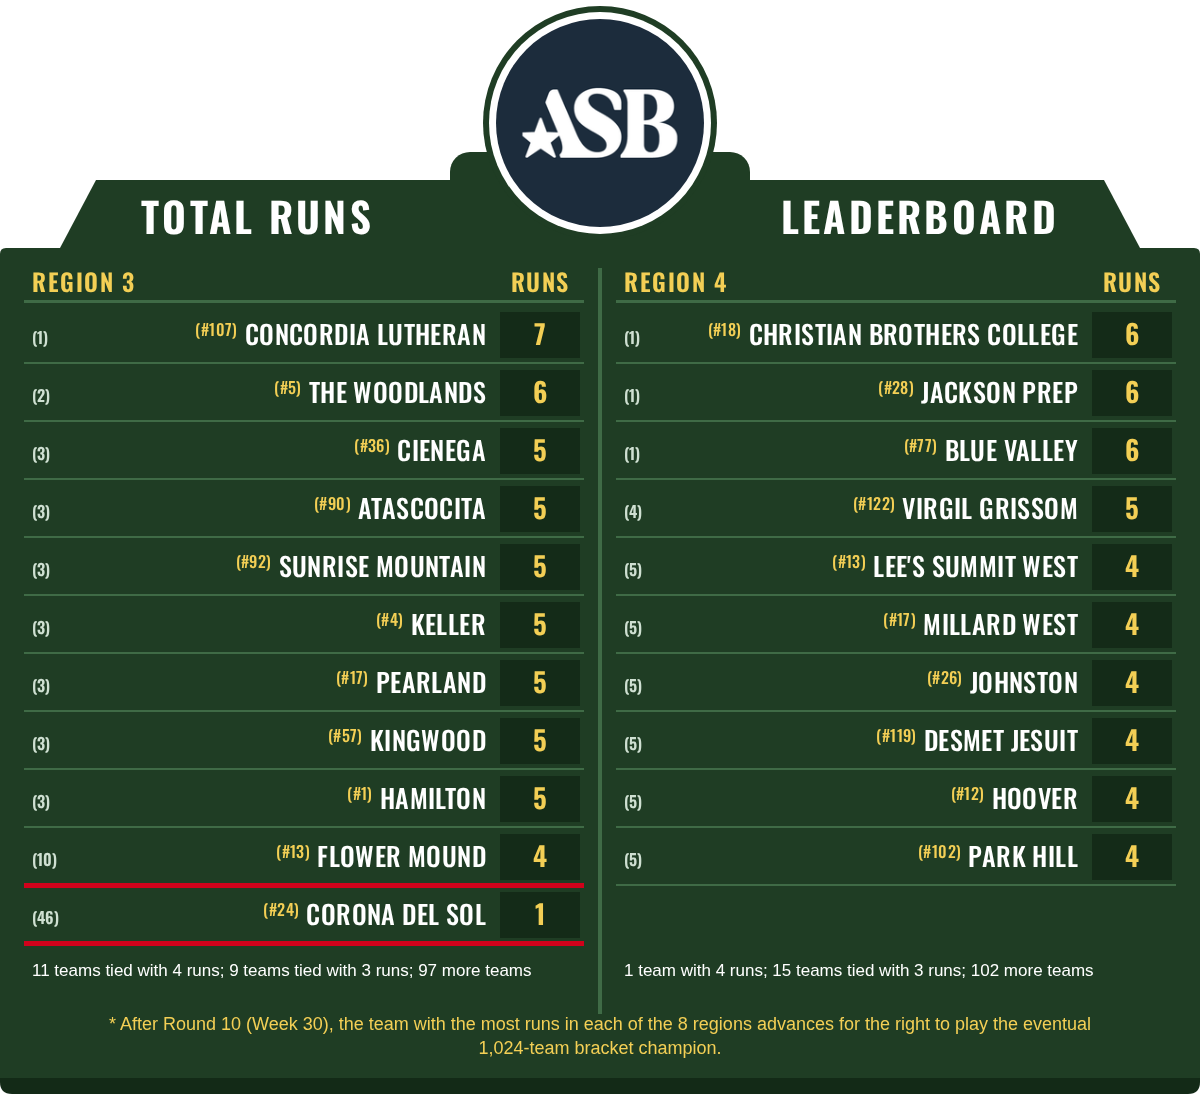 ASB
TOTAL RUNS
LEADERBOARD
REGION 3 RUNS
(1) (#107) CONCORDIA LUTHERAN 7
(2) (#5) THE WOODLANDS 6
(3) (#36) CIENEGA 5
(3) (#90) ATASCOCITA 5
(3) (#92) SUNRISE MOUNTAIN 5
(3) (#4) KELLER 5
(3) (#17) PEARLAND 5
(3) (#57) KINGWOOD 5
(3) (#1) HAMILTON 5
(10) (#13) FLOWER MOUND 4
(46) (#24) CORONA DEL SOL 1
11 teams tied with 4 runs; 9 teams tied with 3 runs; 97 more teams
REGION 4 RUNS
(1) (#18) CHRISTIAN BROTHERS COLLEGE 6
(1) (#28) JACKSON PREP 6
(1) (#77) BLUE VALLEY 6
(4) (#122) VIRGIL GRISSOM 5
(5) (#13) LEE'S SUMMIT WEST 4
(5) (#17) MILLARD WEST 4
(5) (#26) JOHNSTON 4
(5) (#119) DESMET JESUIT 4
(5) (#12) HOOVER 4
(5) (#102) PARK HILL 4
1 team with 4 runs; 15 teams tied with 3 runs; 102 more teams
* After Round 10 (Week 30), the team with the most runs in each of the 8 regions advances for the right to play the eventual
1,024-team bracket champion.